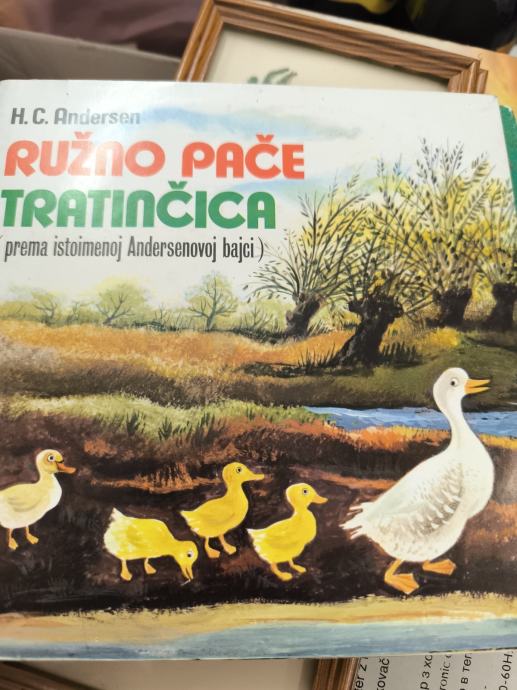 H. C. Andersen
RUŽNO PAČE
TRATINČICA
(prema istoimenoj Andersenovoj bajci)